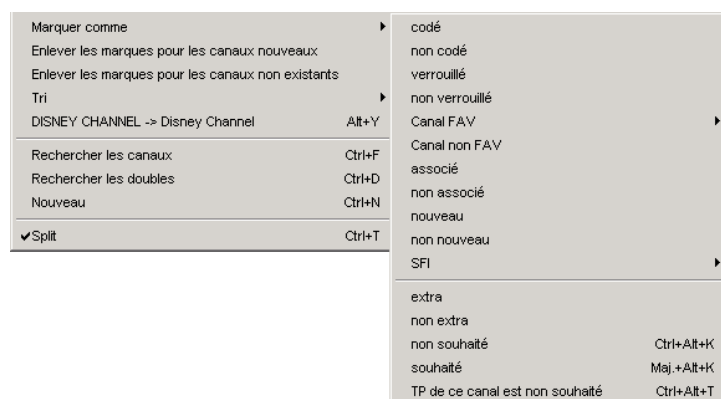 Marquer comme
Enlever les marques pour les canaux nouveaux
Enlever les marques pour les canaux non existants
Tri
DISNEY CHANNEL -> Disney Channel Alt+Y
Rechercher les canaux Ctrl+F
Rechercher les doubles Ctrl+D
Nouveau Ctrl+N
✔Split Ctrl+T
codé
non codé
verrouillé
non verrouillé
Canal FAV
Canal non FAV
associé
non associé
nouveau
non nouveau
SFI
extra
non extra
non souhaité Ctrl+Alt+K
souhaité Maj.+Alt+K
TP de ce canal est non souhaité Ctrl+Alt+T